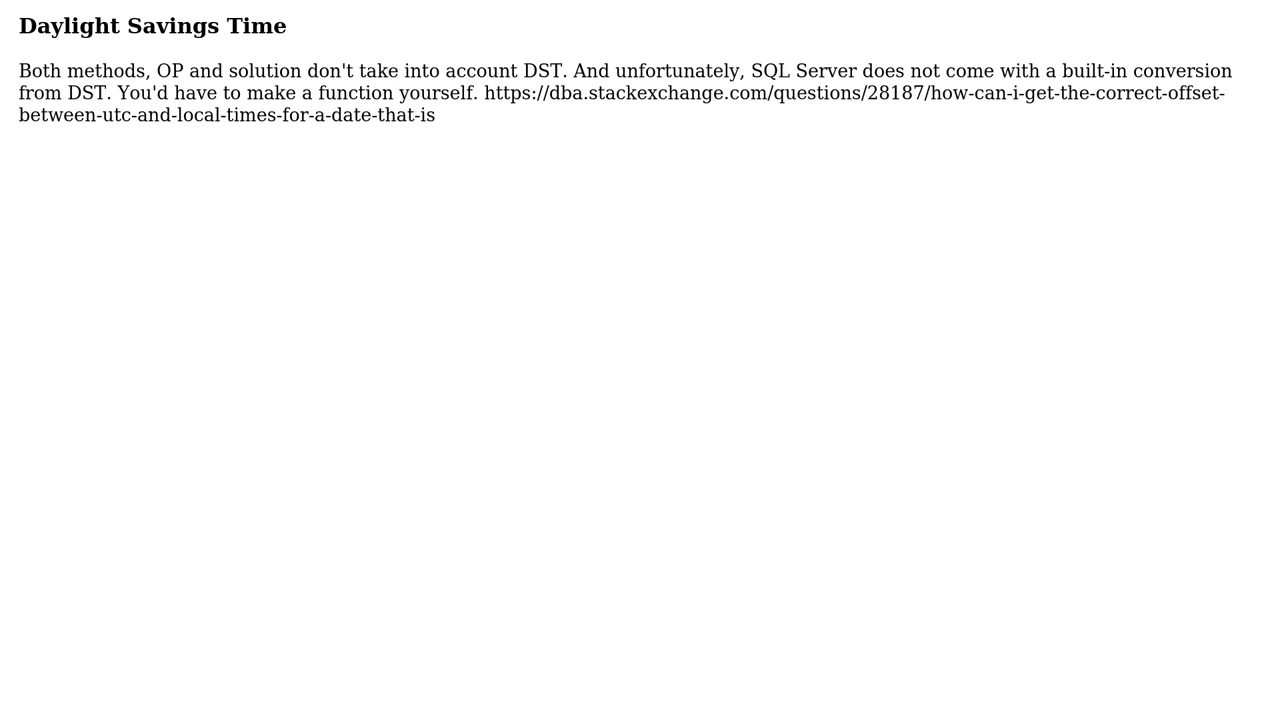 Daylight Savings Time
Both methods, OP and solution don't take into account DST. And unfortunately, SQL Server does not come with a built-in conversion
from DST. You'd have to make a function yourself. https://dba.stackexchange.com/questions/28187/how-can-i-get-the-correct-offset-
between-utc-and-local-times-for-a-date-that-is